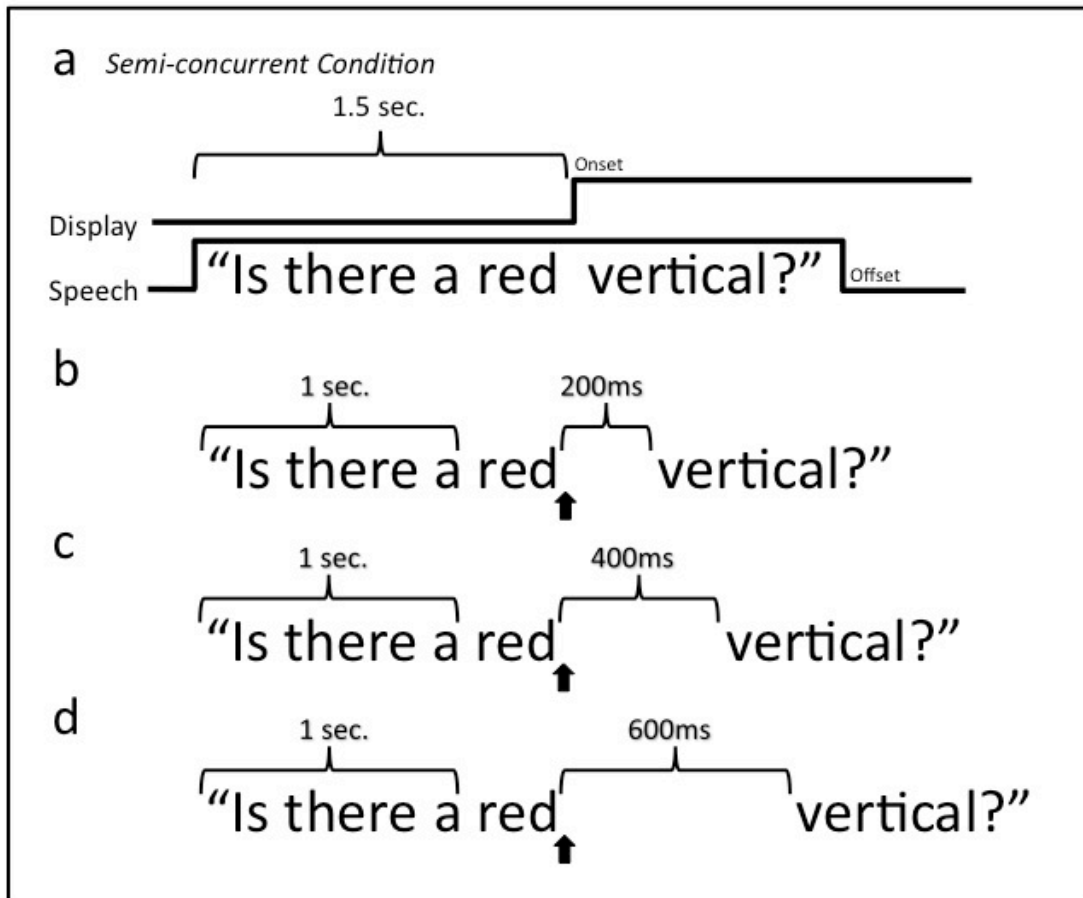 a Semi-concurrent Condition
1.5 sec.
Onset
Display
“Is there a red vertical?”
Speech
Offset
b
1 sec. 200ms
“Is there a red vertical?”
c
1 sec. 400ms
“Is there a red vertical?”
d
1 sec. 600ms
“Is there a red vertical?”